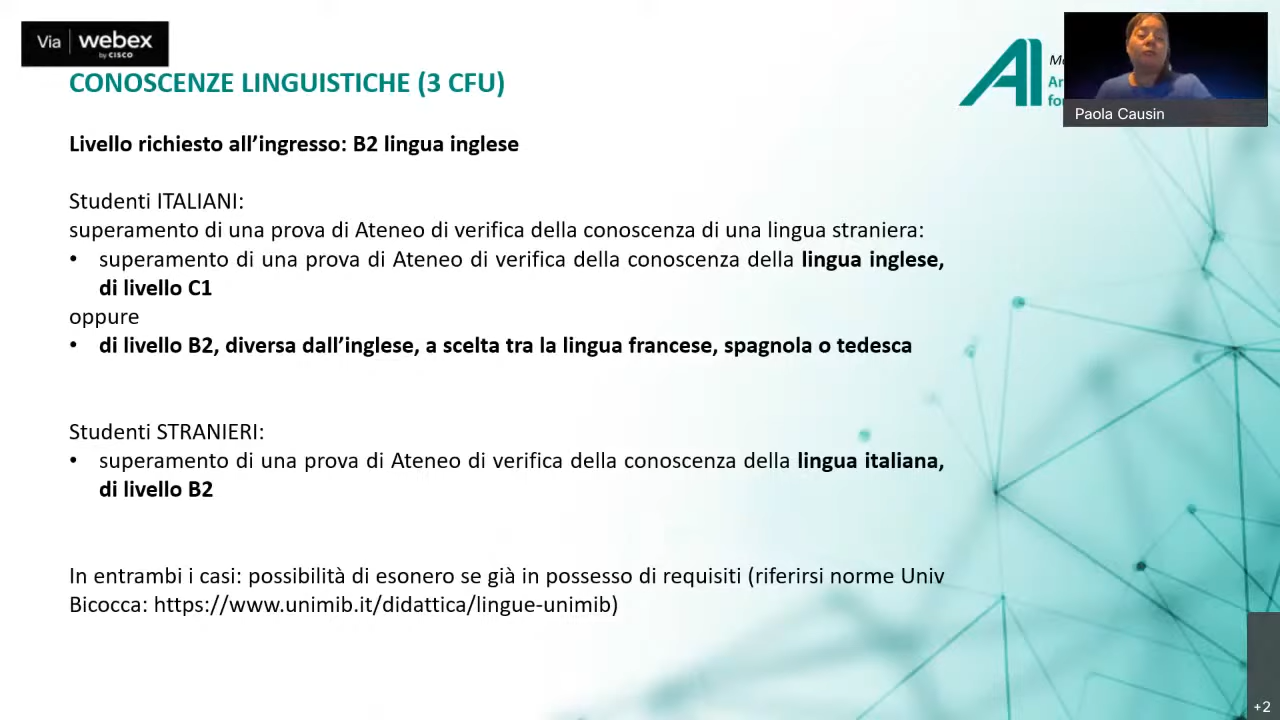 Via webex
by CISCO
CONOSCENZE LINGUISTICHE (3 CFU)
AI
Ar
for
Paola Causin
Livello richiesto all’ingresso: B2 lingua inglese
Studenti ITALIANI:
superamento di una prova di Ateneo di verifica della conoscenza di una lingua straniera:
• superamento di una prova di Ateneo di verifica della conoscenza della lingua inglese,
di livello C1
oppure
• di livello B2, diversa dall’inglese, a scelta tra la lingua francese, spagnola o tedesca
Studenti STRANIERI:
• superamento di una prova di Ateneo di verifica della conoscenza della lingua italiana,
di livello B2
In entrambi i casi: possibilità di esonero se già in possesso di requisiti (riferirsi norme Univ
Bicocca: https://www.unimib.it/didattica/lingue-unimib)
+2